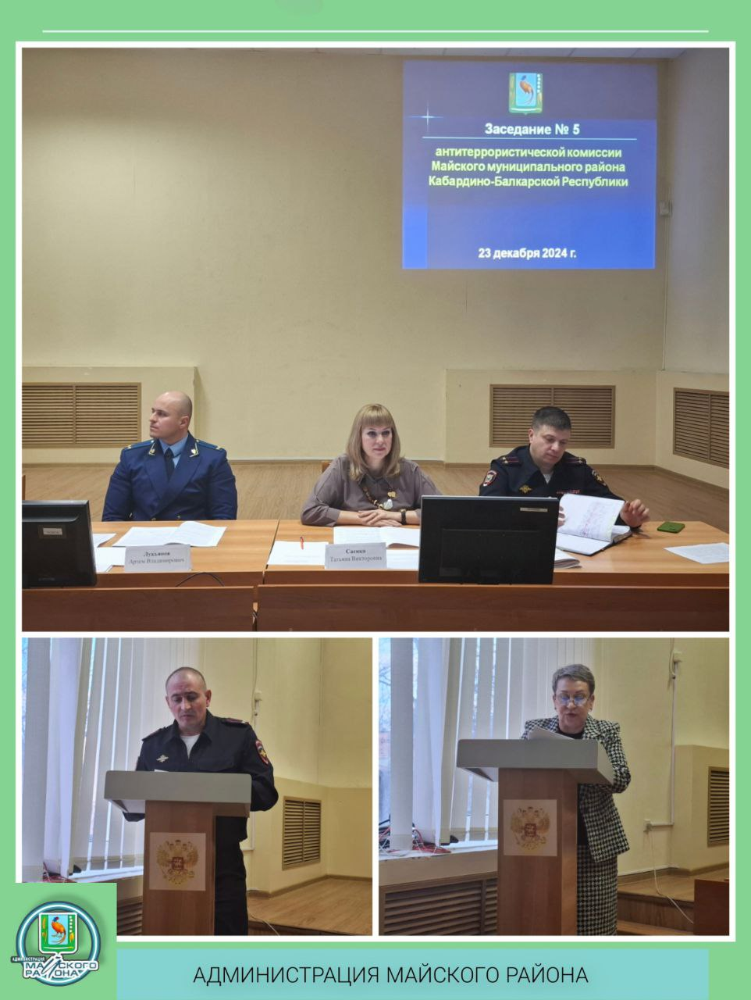 Заседание № 5
антитеррористической комиссии
Майского муниципального района
Кабардино-Балкарской Республики
23 декабря 2024 г.
Лукьянов
Артем Владимирович
Саенко
Татьяна Викторовна
АДМИНИСТРАЦИЯ
МАЙСКОГО
РАЙОНА
АДМИНИСТРАЦИЯ МАЙСКОГО РАЙОНА